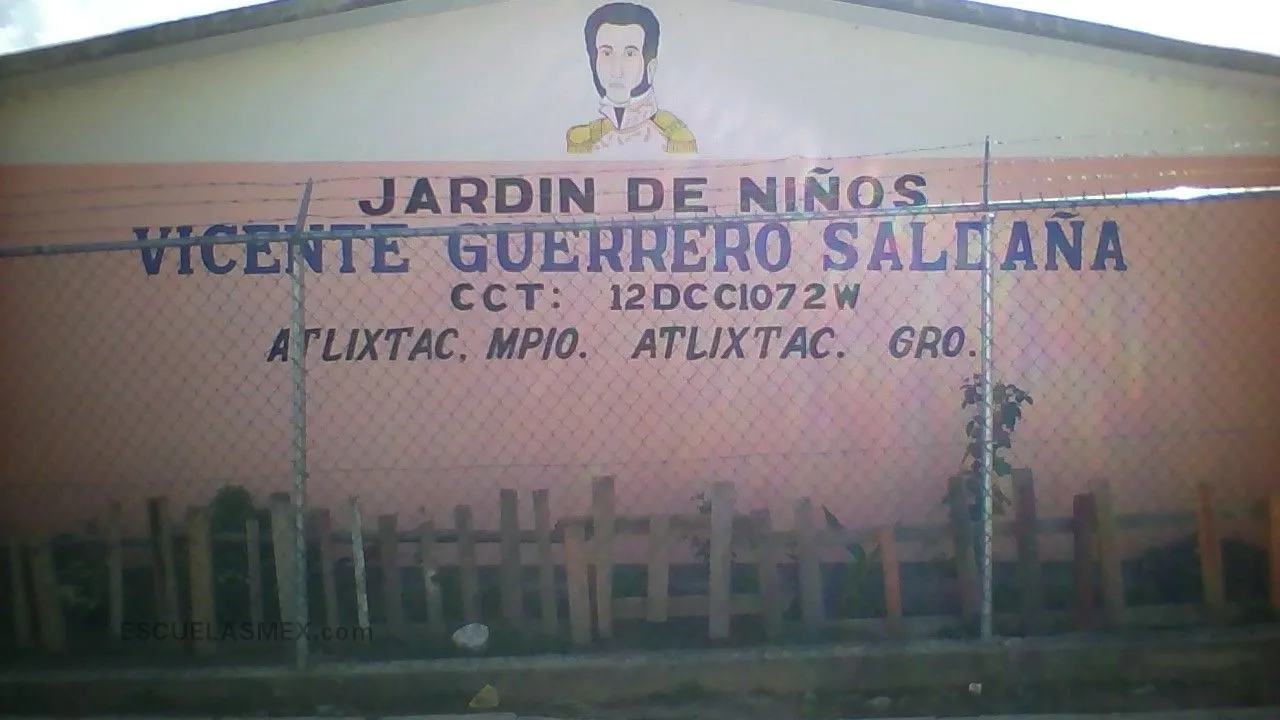 JARDIN DE NIÑOS
VICENTE GUERRERO SALDAÑA
CCT: 12DCC1072W
ATLIXTAC, MPIO. ATLIXTAC. GRO.
ESCUELASMEX.com